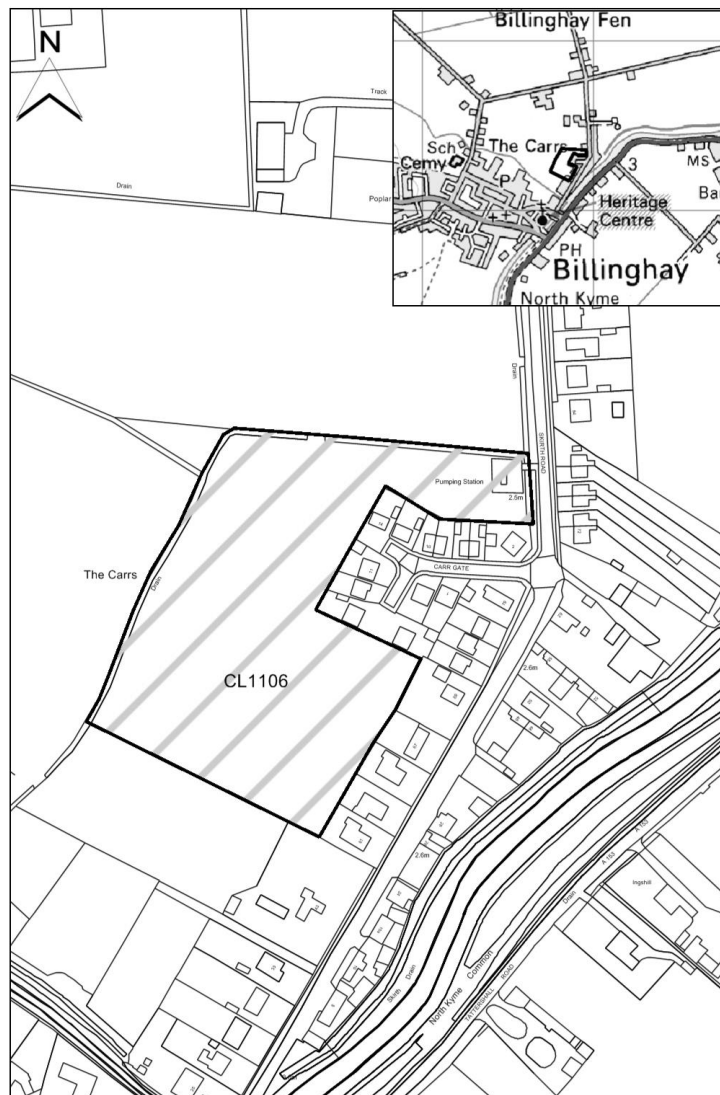 N
Billinghay Fen
The Carrs
Sch
Cemy
P
3
MS
Ba
Heritage
Centre
PH
Billinghay
North Kyme
Track
Drain
Poplar
Drain
SKIRTH ROAD
Pumping Station
2.5m
CARR GATE
The Carrs
Drain
CL1106
2.6m
2.6m
Skirth Drain
North Kyme Common
TATTERSHALL ROAD
Drain
A 153
A 153
Ingshill